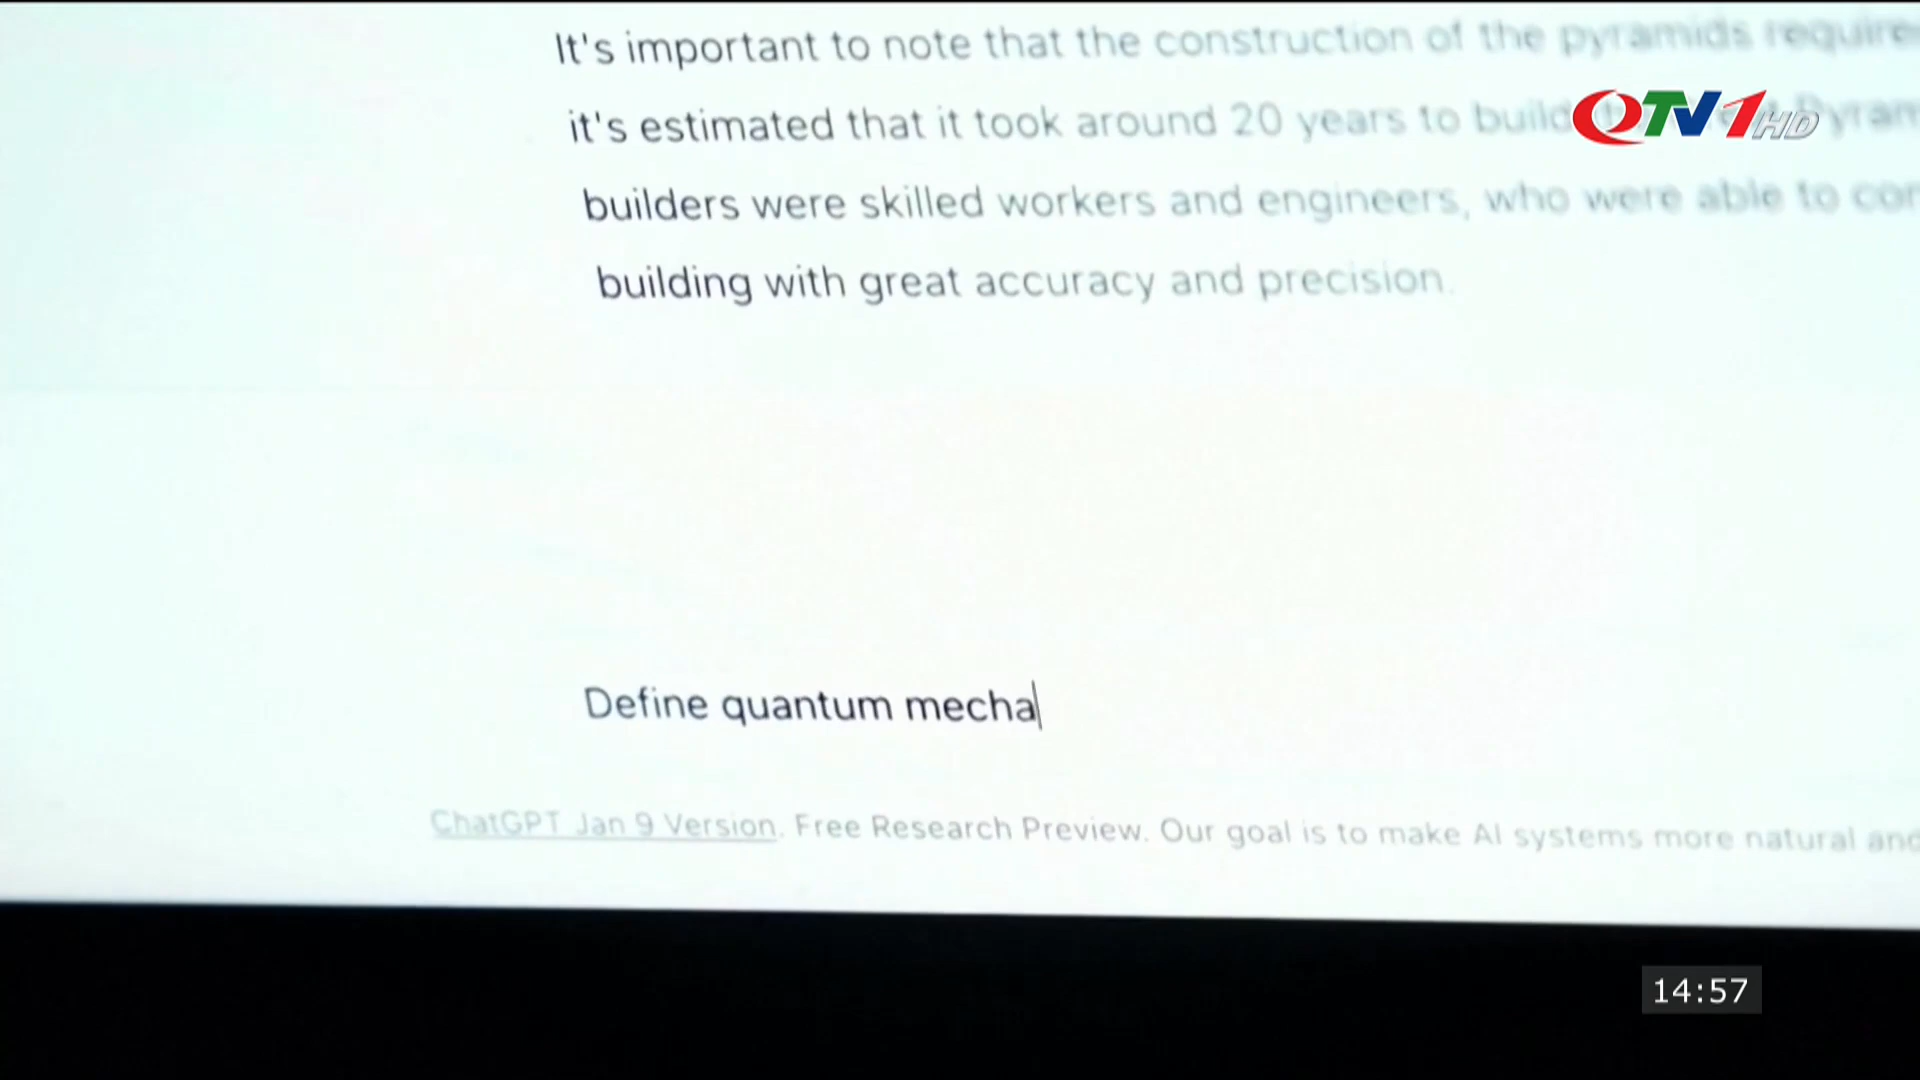 It's important to note that the construction of the pyramids require
QTV1HD
it's estimated that it took around 20 years to build
builders were skilled workers and engineers, who were able to
building with great accuracy and precision.
Define quantum mecha
ChatGPT Jan 9 Version. Free Research Preview. Our goal is to make AI systems more natural and
14:57